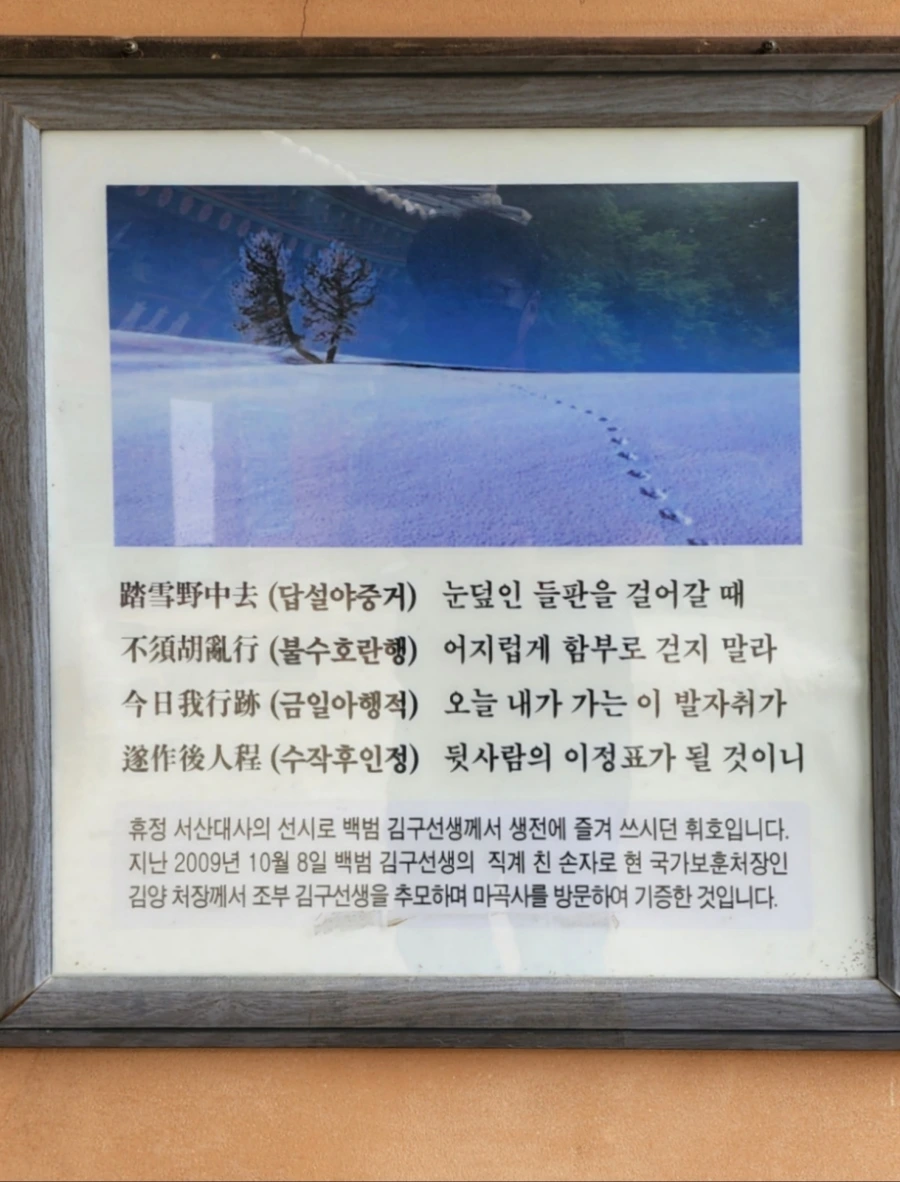 踏雪野中去 (답설야중거) 눈덮인 들판을 걸어갈 때
不須胡亂行 (불수호란행) 어지럽게 함부로 걷지 말라
今日我行跡 (금일아행적) 오늘 내가 가는 이 발자취가
遂作後人程 (수작후인정) 뒷사람의 이정표가 될 것이니
휴정 서산대사의 선시로 백범 김구선생께서 생전에 즐겨 쓰시던 휘호입니다.
지난 2009년 10월 8일 백범 김구선생의 직계 친 손자로 현 국가보훈처장인
김양 처장께서 조부 김구선생을 추모하며 마곡사를 방문하여 기증한 것입니다.